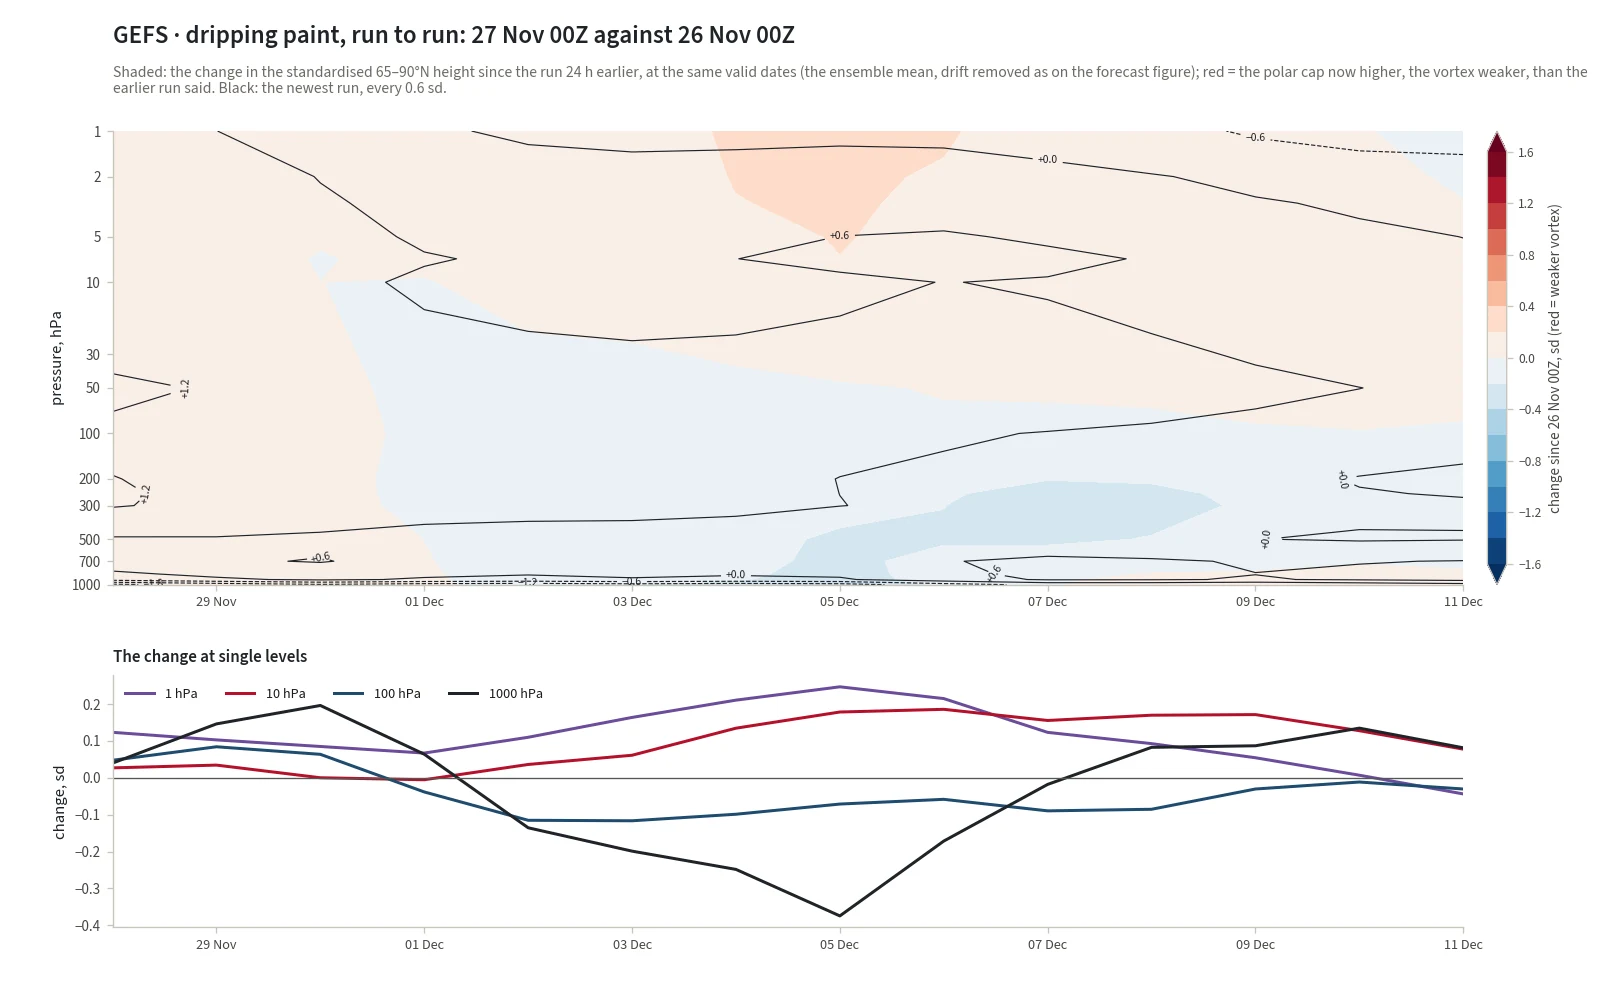 GEFS · dripping paint, run to run: 27 Nov 00Z against 26 Nov 00Z
Shaded: the change in the standardised 65–90°N height since the run 24 h earlier, at the same valid dates (the ensemble mean, drift removed as on the forecast figure); red = the polar cap now higher, the vortex weaker, than the
earlier run said. Black: the newest run, every 0.6 sd.
pressure, hPa
1
2
5
10
30
50
100
200
300
500
700
1000
−0.6
+0.0
+0.6
+1.2
+1.2
+0.0
+0.0
+0.6
+0.6
+0.0
−1.2
−0.6
29 Nov
01 Dec
03 Dec
05 Dec
07 Dec
09 Dec
11 Dec
1.6
1.2
0.8
0.4
0.0
−0.4
−0.8
−1.2
−1.6
change since 26 Nov 00Z, sd (red = weaker vortex)
The change at single levels
1 hPa
10 hPa
100 hPa
1000 hPa
change, sd
0.2
0.1
0.0
−0.1
−0.2
−0.3
−0.4
29 Nov
01 Dec
03 Dec
05 Dec
07 Dec
09 Dec
11 Dec